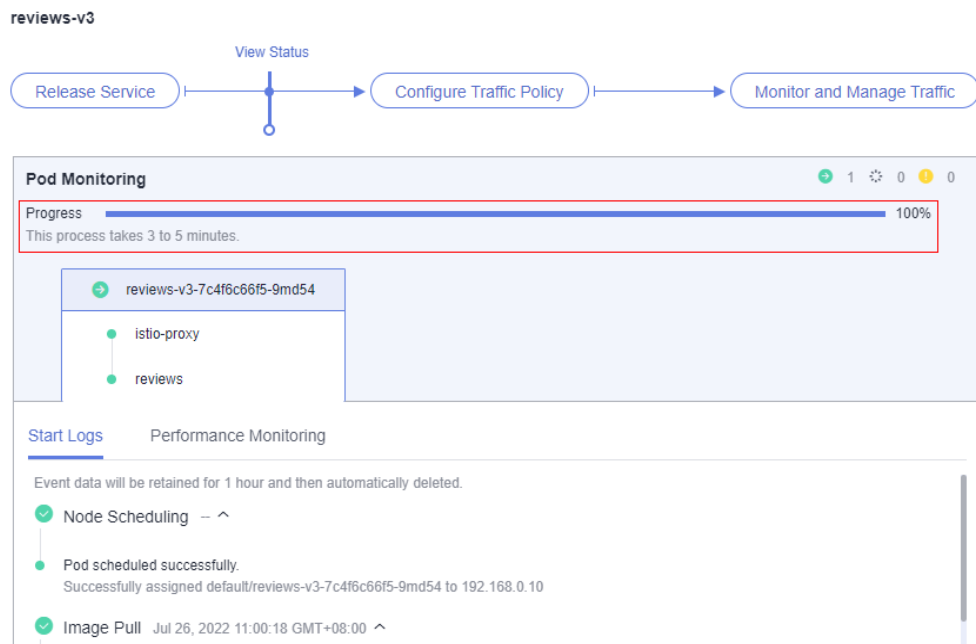 reviews-v3
View Status
Release Service
Configure Traffic Policy
Monitor and Manage Traffic
Pod Monitoring
1 0 0
Progress 100%
This process takes 3 to 5 minutes.
reviews-v3-7c4f6c66f5-9md54
istio-proxy
reviews
Start Logs Performance Monitoring
Event data will be retained for 1 hour and then automatically deleted.
Node Scheduling --
Pod scheduled successfully.
Successfully assigned default/reviews-v3-7c4f6c66f5-9md54 to 192.168.0.10
Image Pull Jul 26, 2022 11:00:18 GMT+08:00